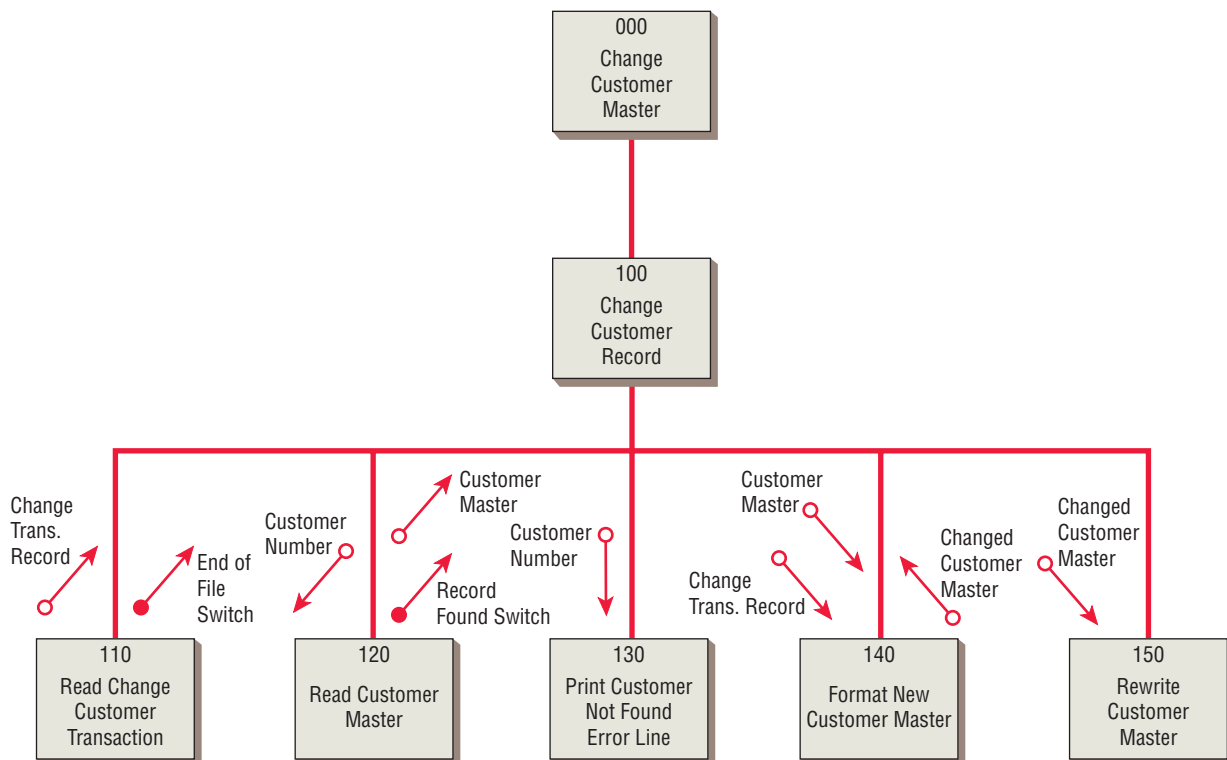 000
Change
Customer
Master
100
Change
Customer
Record
Change
Trans.
Record
End of
File
Switch
Customer
Number
Customer
Master
Record
Found Switch
Customer
Number
Customer
Master
Change
Trans. Record
Changed
Customer
Master
Changed
Customer
Master
110
Read Change
Customer
Transaction
120
Read Customer
Master
130
Print Customer
Not Found
Error Line
140
Format New
Customer Master
150
Rewrite
Customer
Master